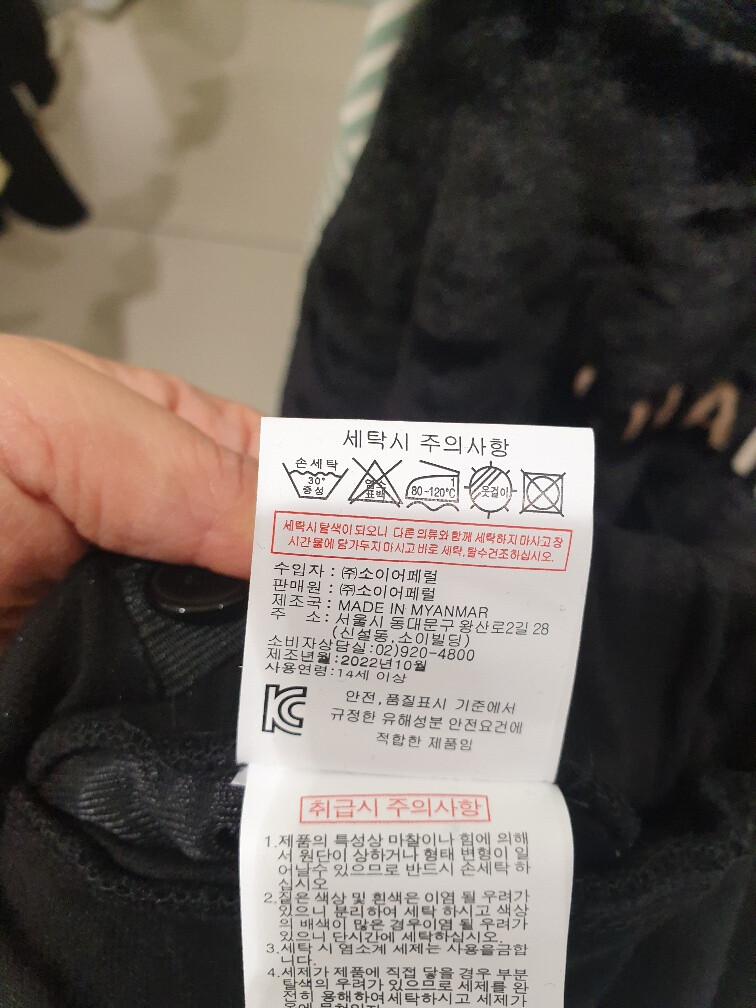 세탁시 주의사항
손세탁
30°
중성
염소
표백
1
80-120°C
옷걸이
세탁시 탈색이 되오니 다른 의류와 함께 세탁하지 마시고 장
시간 물에 담가두지 마시고 바로 세탁, 탈수건조하십시오.
수입자 : ㈜소이어페럴
판매원 : ㈜소이어페럴
제조국 : MADE IN MYANMAR
주 소 : 서울시 동대문구 왕산로2길 28
(신설동, 소이빌딩)
소비자상담실:02)920-4800
제조년월:2022년10월
사용연령:14세 이상
안전,품질표시 기준에서
규정한 유해성분 안전요건에
적합한 제품임
취급시 주의사항
1.제품의 특성상 마찰이나 힘에 의해
서 원단이 상하거나 형태 변형이 일
어날수 있으므로 반드시 손세탁 하
십시오
2.짙은 색상 및 흰색은 이염 될 우려가
있으니 분리하여 세탁 하시고 색상
의 배색이 많은 경우이염 될 우려가
있으니 단시간에 세탁하십시오.
3.세탁 시 염소계 세제는 사용을금합
니다.
4.세제가 제품에 직접 닿을 경우 부분
탈색의 우려가 있으므로 세제를 완
전히 용해하여세탁하시고 세제가